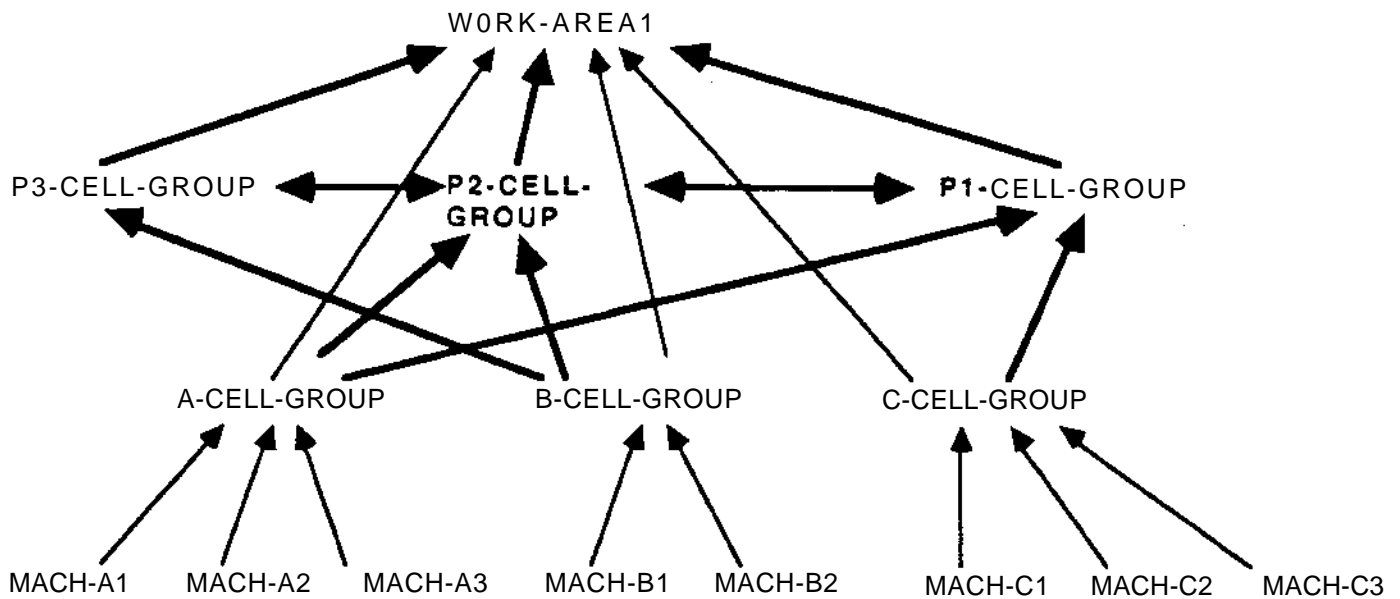 W0RK-AREA1
P3-CELL-GROUP
P2-CELL-
GROUP
P1-CELL-GROUP
A-CELL-GROUP
B-CELL-GROUP
C-CELL-GROUP
MACH-A1
MACH-A2
MACH-A3
MACH-B1
MACH-B2
MACH-C1
MACH-C2
MACH-C3